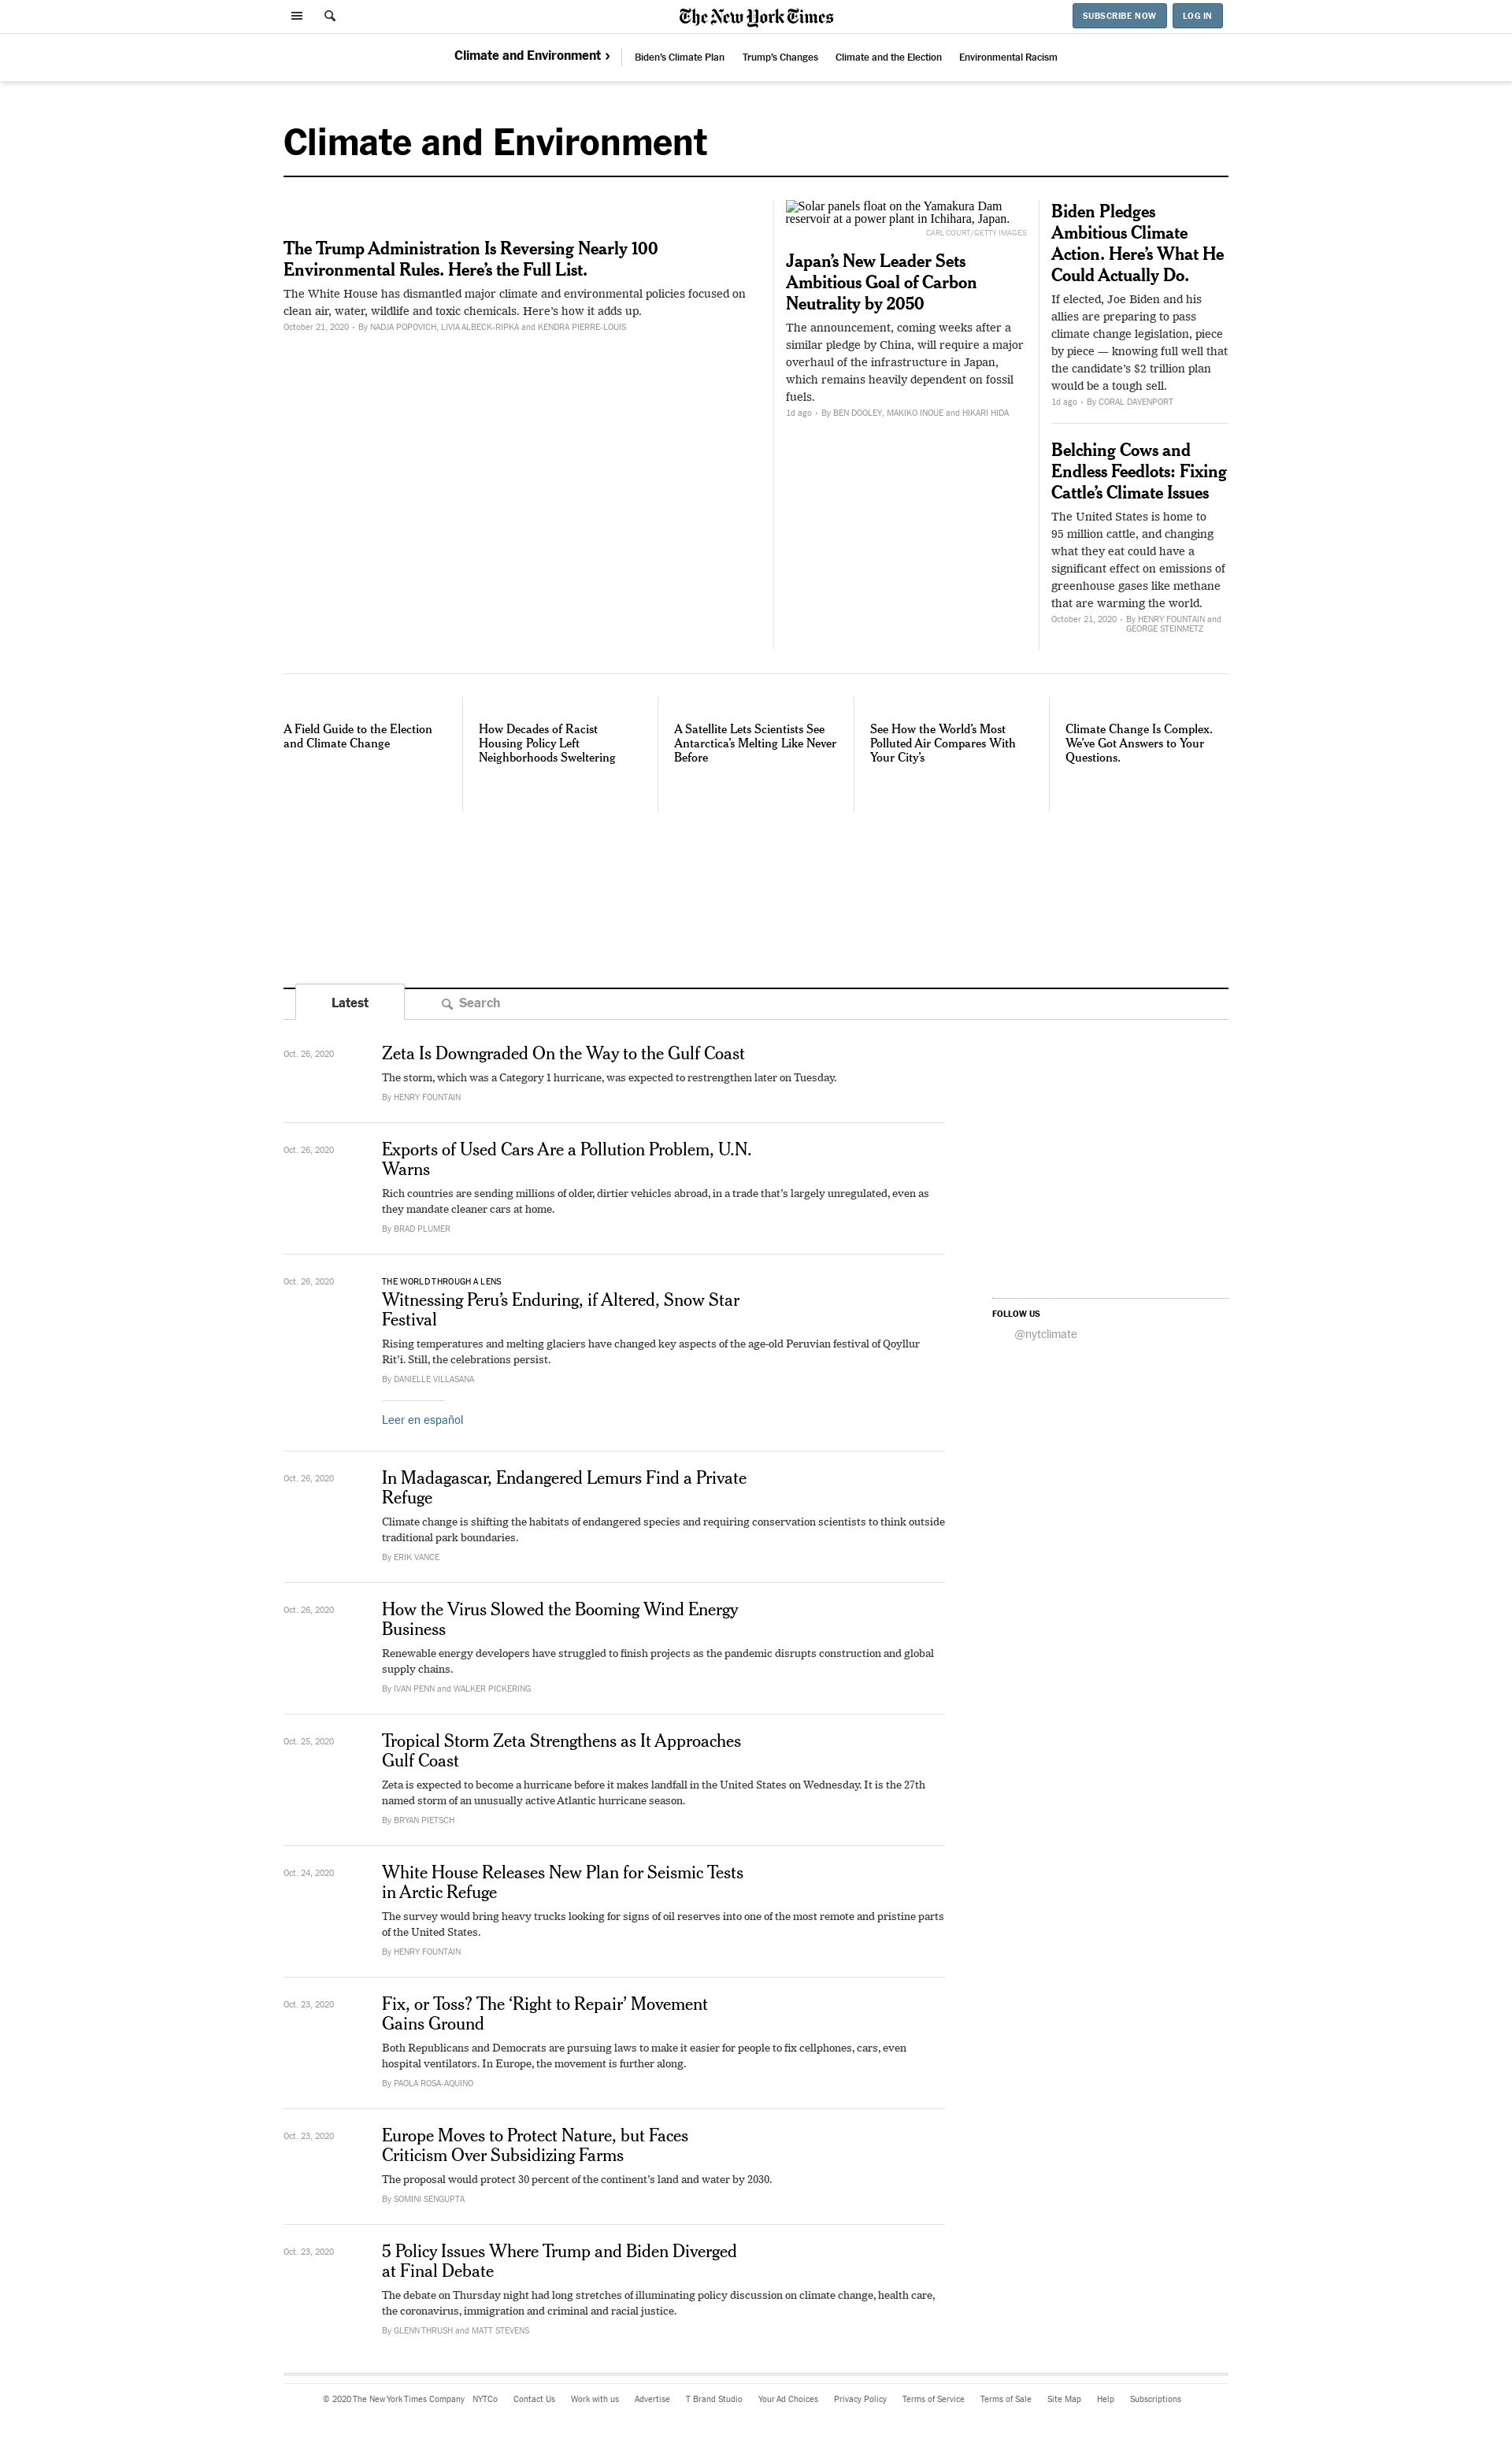 The New York Times
SUBSCRIBE NOW
LOG IN
Climate and Environment ›
Biden's Climate Plan
Trump's Changes
Climate and the Election
Environmental Racism
Climate and Environment
The Trump Administration Is Reversing Nearly 100
Environmental Rules. Here's the Full List.
The White House has dismantled major climate and environmental policies focused on
clean air, water, wildlife and toxic chemicals. Here's how it adds up.
October 21, 2020 • By NADJA POPOVICH, LIVIA ALBECK-RIPKA and KENDRA PIERRE-LOUIS
Solar panels float on the Yamakura Dam
reservoir at a power plant in Ichihara, Japan.
CARL COURT/GETTY IMAGES
Japan's New Leader Sets
Ambitious Goal of Carbon
Neutrality by 2050
The announcement, coming weeks after a
similar pledge by China, will require a major
overhaul of the infrastructure in Japan,
which remains heavily dependent on fossil
fuels.
1d ago • By BEN DOOLEY, MAKIKO INOUE and HIKARI HIDA
Biden Pledges
Ambitious Climate
Action. Here's What He
Could Actually Do.
If elected, Joe Biden and his
allies are preparing to pass
climate change legislation, piece
by piece — knowing full well that
the candidate's $2 trillion plan
would be a tough sell.
1d ago • By CORAL DAVENPORT
Belching Cows and
Endless Feedlots: Fixing
Cattle's Climate Issues
The United States is home to
95 million cattle, and changing
what they eat could have a
significant effect on emissions of
greenhouse gases like methane
that are warming the world.
October 21, 2020 • By HENRY FOUNTAIN and
GEORGE STEINMETZ
A Field Guide to the Election
and Climate Change
How Decades of Racist
Housing Policy Left
Neighborhoods Sweltering
A Satellite Lets Scientists See
Antarctica's Melting Like Never
Before
See How the World's Most
Polluted Air Compares With
Your City's
Climate Change Is Complex.
We've Got Answers to Your
Questions.
Latest
Search
Oct. 26, 2020
Zeta Is Downgraded On the Way to the Gulf Coast
The storm, which was a Category 1 hurricane, was expected to restrengthen later on Tuesday.
By HENRY FOUNTAIN
Oct. 26, 2020
Exports of Used Cars Are a Pollution Problem, U.N.
Warns
Rich countries are sending millions of older, dirtier vehicles abroad, in a trade that's largely unregulated, even as
they mandate cleaner cars at home.
By BRAD PLUMER
Oct. 26, 2020
THE WORLD THROUGH A LENS
Witnessing Peru's Enduring, if Altered, Snow Star
Festival
Rising temperatures and melting glaciers have changed key aspects of the age-old Peruvian festival of Qoyllur
Rit'i. Still, the celebrations persist.
By DANIELLE VILLASANA
Leer en español
FOLLOW US
@nytclimate
Oct. 26, 2020
In Madagascar, Endangered Lemurs Find a Private
Refuge
Climate change is shifting the habitats of endangered species and requiring conservation scientists to think outside
traditional park boundaries.
By ERIK VANCE
Oct. 26, 2020
How the Virus Slowed the Booming Wind Energy
Business
Renewable energy developers have struggled to finish projects as the pandemic disrupts construction and global
supply chains.
By IVAN PENN and WALKER PICKERING
Oct. 25, 2020
Tropical Storm Zeta Strengthens as It Approaches
Gulf Coast
Zeta is expected to become a hurricane before it makes landfall in the United States on Wednesday. It is the 27th
named storm of an unusually active Atlantic hurricane season.
By BRYAN PIETSCH
Oct. 24, 2020
White House Releases New Plan for Seismic Tests
in Arctic Refuge
The survey would bring heavy trucks looking for signs of oil reserves into one of the most remote and pristine parts
of the United States.
By HENRY FOUNTAIN
Oct. 23, 2020
Fix, or Toss? The ‘Right to Repair’ Movement
Gains Ground
Both Republicans and Democrats are pursuing laws to make it easier for people to fix cellphones, cars, even
hospital ventilators. In Europe, the movement is further along.
By PAOLA ROSA-AQUINO
Oct. 23, 2020
Europe Moves to Protect Nature, but Faces
Criticism Over Subsidizing Farms
The proposal would protect 30 percent of the continent's land and water by 2030.
By SOMINI SENGUPTA
Oct. 23, 2020
5 Policy Issues Where Trump and Biden Diverged
at Final Debate
The debate on Thursday night had long stretches of illuminating policy discussion on climate change, health care,
the coronavirus, immigration and criminal and racial justice.
By GLENN THRUSH and MATT STEVENS
© 2020 The New York Times Company NYTCo Contact Us Work with us Advertise T Brand Studio Your Ad Choices Privacy Policy Terms of Service Terms of Sale Site Map Help Subscriptions